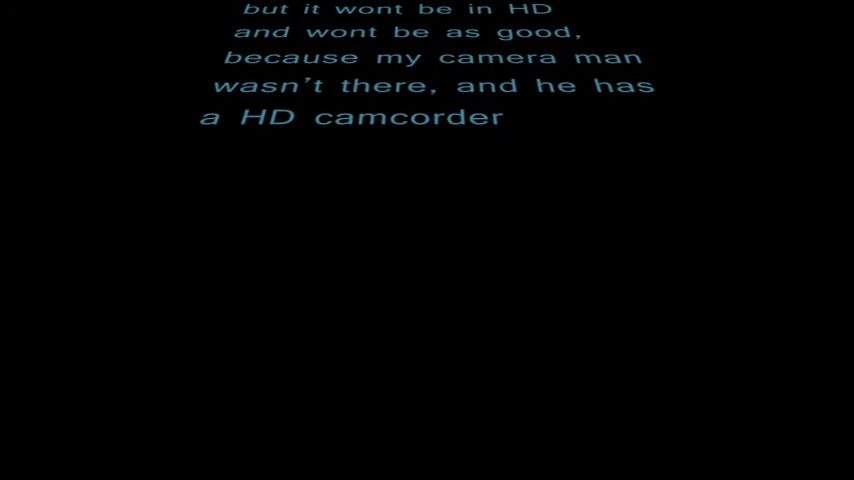 but it wont be in HD
and wont be as good,
because my camera man
wasn't there, and he has
a HD camcorder